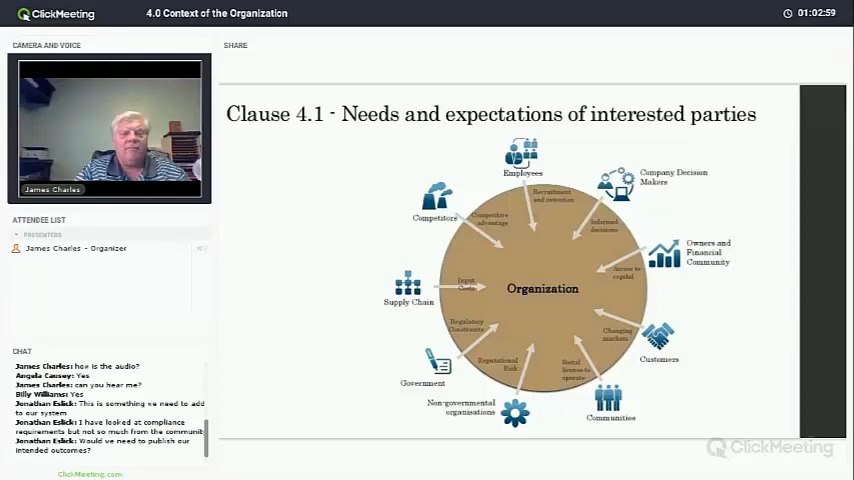 ClickMeeting
4.0 Context of the Organization
01:02:59
CAMERA AND VOICE
SHARE
James Charles
ATTENDEE LIST
PRESENTERS
James Charles - Organizer
CHAT
James Charles: how is the audio?
Angela Causey: Yes
James Charles: can you hear me?
Billy Williams: Yes
Jonathan Eslick: This is something we need to add
to our system
Jonathan Eslick: I have looked at compliance
requirements but not so much from the community
Jonathan Eslick: Would we need to publish our
intended outcomes?
ClickMeeting.com
Clause 4.1 - Needs and expectations of interested parties
Employees
Recruitment
and retention
Company Decision
Makers
Informed
decisions
Owners and
Financial
Community
Access to
capital
Customers
Changing
markets
Communities
Social
license to
operate
Non-governmental
organisations
Reputational
Risk
Government
Regulatory
Constraints
Supply Chain
Input
Costs
Competitors
Competitive
advantage
Organization
ClickMeeting